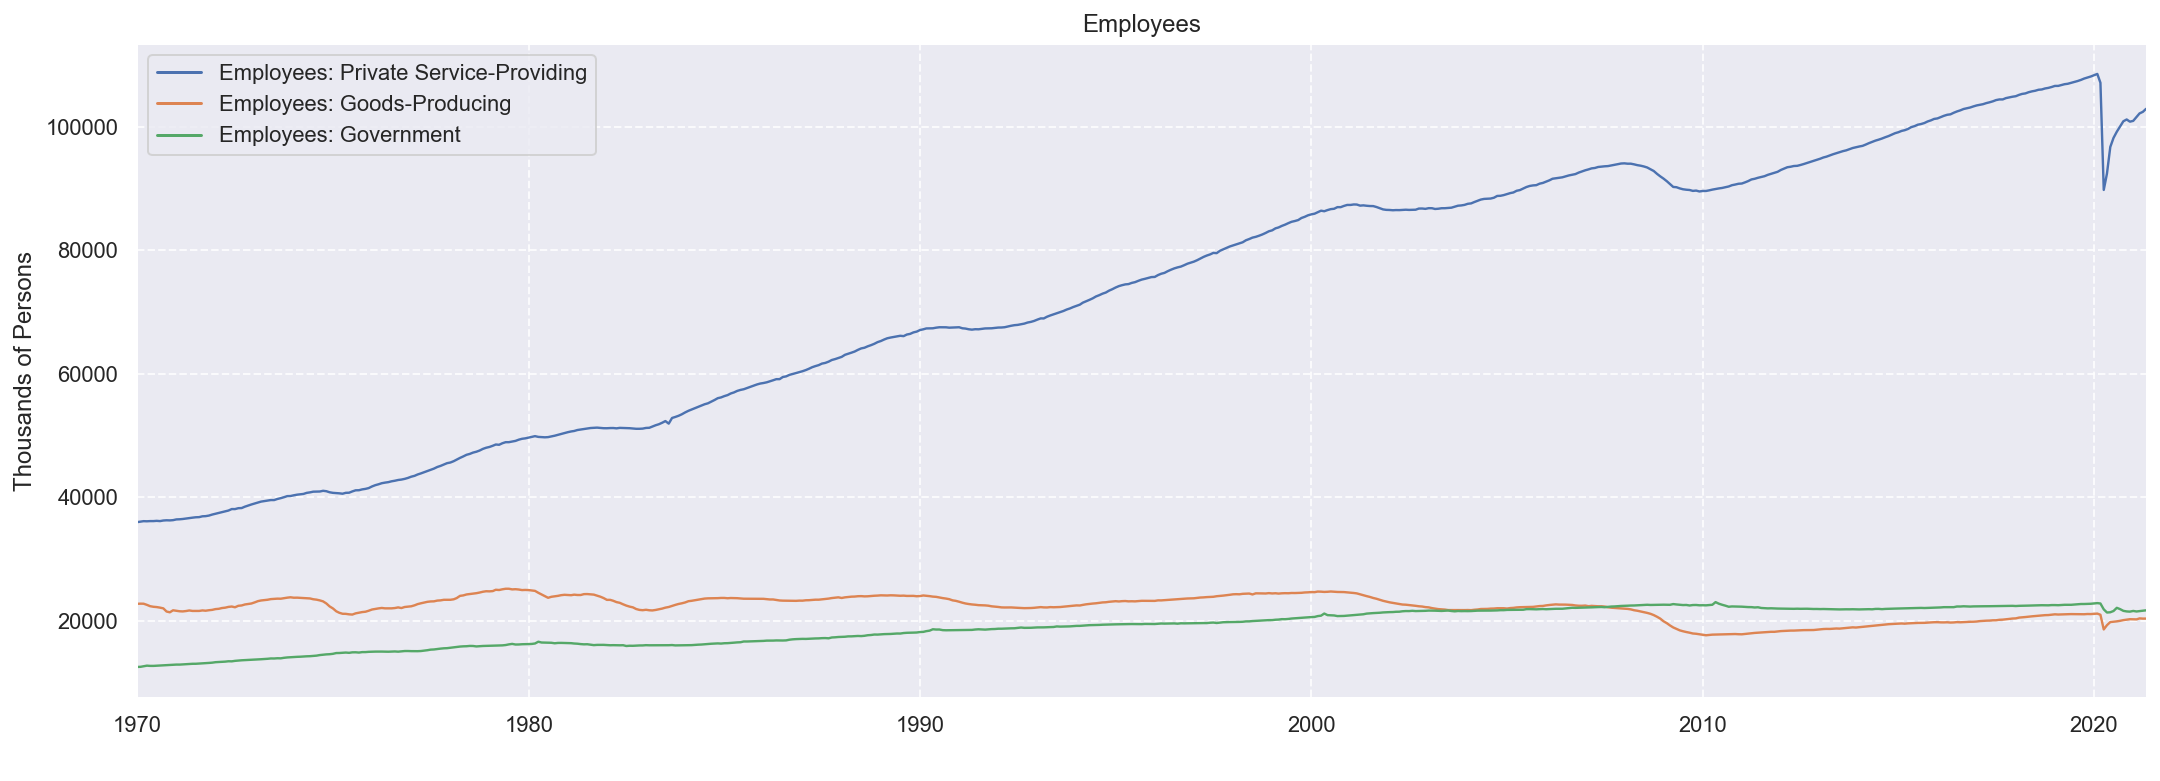 Employees
Employees: Private Service-Providing
Employees: Goods-Producing
Employees: Government
Thousands of Persons
100000
80000
60000
40000
20000
1970 1980 1990 2000 2010 2020